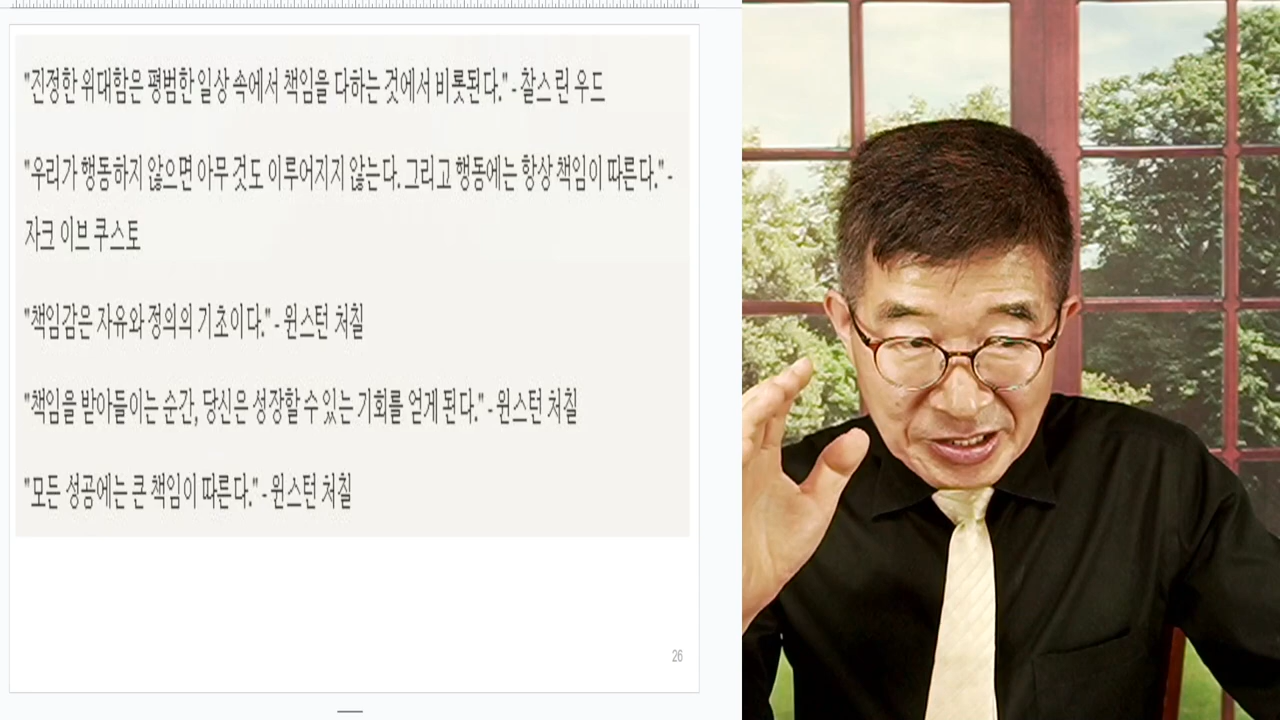 "진정한 위대함은 평범한 일상 속에서 책임을 다하는 것에서 비롯된다." - 찰스 린 우드
"우리가 행동하지 않으면 아무 것도 이루어지지 않는다. 그리고 행동에는 항상 책임이 따른다." -
자크 이브 쿠스토
"책임감은 자유와 정의의 기초이다." - 윈스턴 처칠
"책임을 받아들이는 순간, 당신은 성장할 수 있는 기회를 얻게 된다." - 윈스턴 처칠
"모든 성공에는 큰 책임이 따른다." - 윈스턴 처칠
26